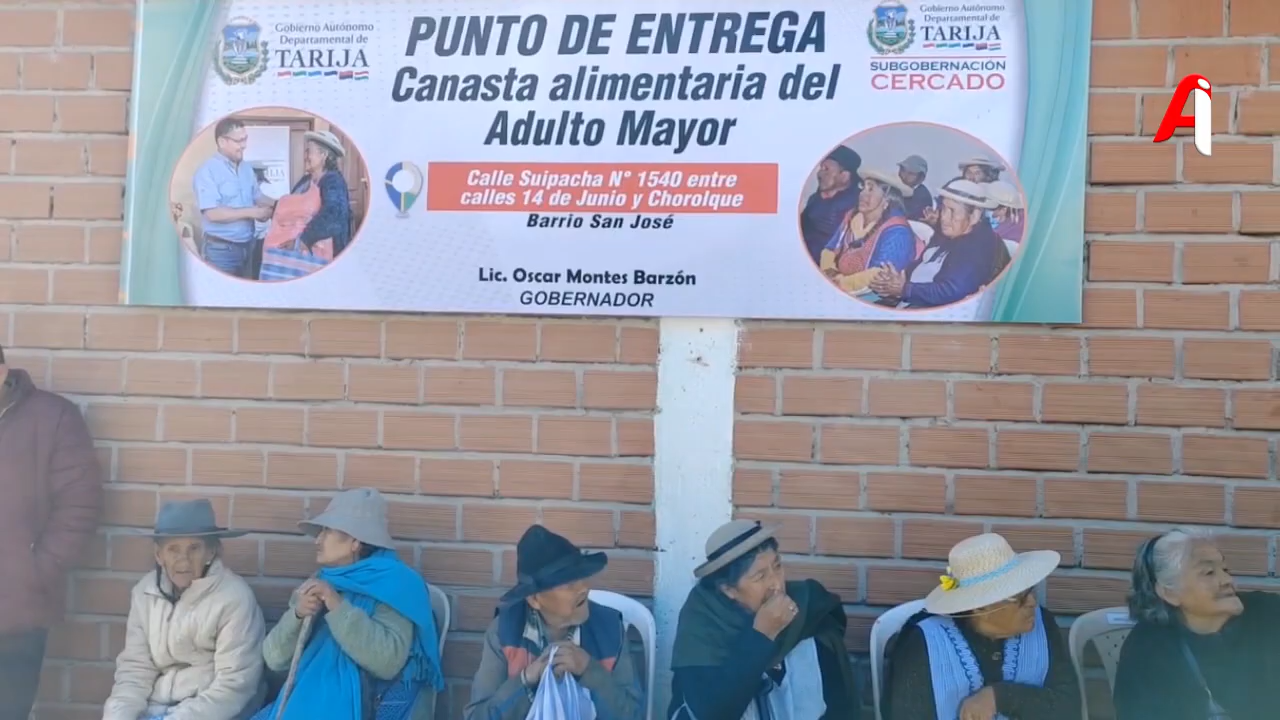 Gobierno Autónomo
Departamental de
TARIJA
PUNTO DE ENTREGA
Canasta alimentaria del
Adulto Mayor
Gobierno Autónomo
Departamental de
TARIJA
SUBGOBERNACIÓN
CERCADO
Calle Suipacha N° 1540 entre
calles 14 de Junio y Chorolque
Barrio San José
Lic. Oscar Montes Barzón
GOBERNADOR
Ai